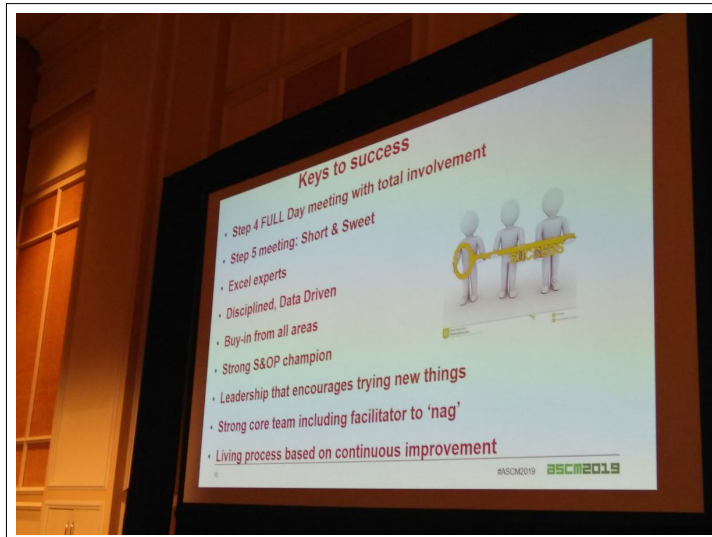 Keys to success
• Step 4 FULL Day meeting with total involvement
• Step 5 meeting: Short & Sweet
• Excel experts
• Disciplined, Data Driven
• Buy-in from all areas
• Strong S&OP champion
• Leadership that encourages trying new things
• Strong core team including facilitator to ‘nag’
• Living process based on continuous improvement
SUCCESS
#ASCM2019 ascm2019